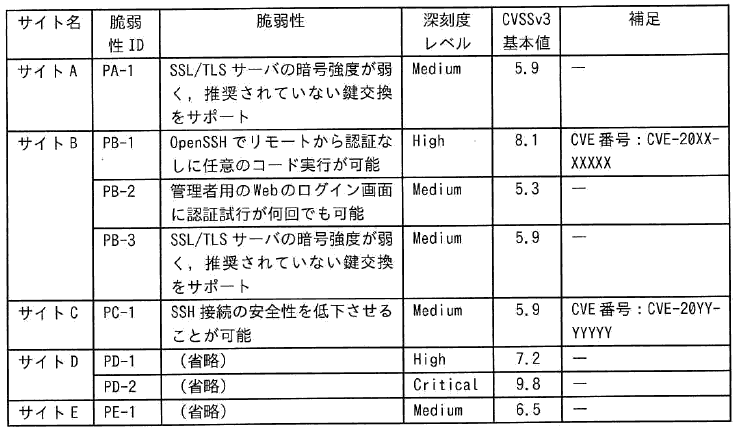 サイト名 脆弱性ID 脆弱性 深刻度レベル CVSSv3基本値 補足
サイトA PA-1 SSL/TLSサーバの暗号強度が弱く，推奨されていない鍵交換をサポート Medium 5.9 ―
サイトB PB-1 OpenSSHでリモートから認証なしに任意のコード実行が可能 High 8.1 CVE番号：CVE-20XX-XXXXX
PB-2 管理者用のWebのログイン画面に認証試行が何回でも可能 Medium 5.3 ―
PB-3 SSL/TLSサーバの暗号強度が弱く，推奨されていない鍵交換をサポート Medium 5.9 ―
サイトC PC-1 SSH接続の安全性を低下させることが可能 Medium 5.9 CVE番号：CVE-20YY-YYYYY
サイトD PD-1 （省略） High 7.2 ―
PD-2 （省略） Critical 9.8 ―
サイトE PE-1 （省略） Medium 6.5 ―